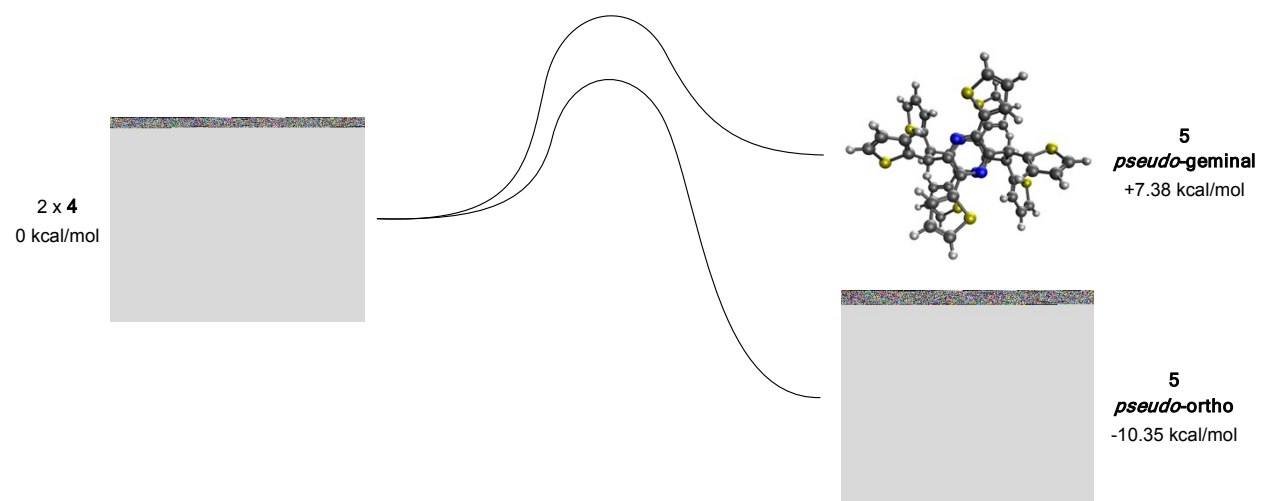 2 x 4
0 kcal/mol
5
pseudo-geminal
+7.38 kcal/mol
5
pseudo-ortho
-10.35 kcal/mol